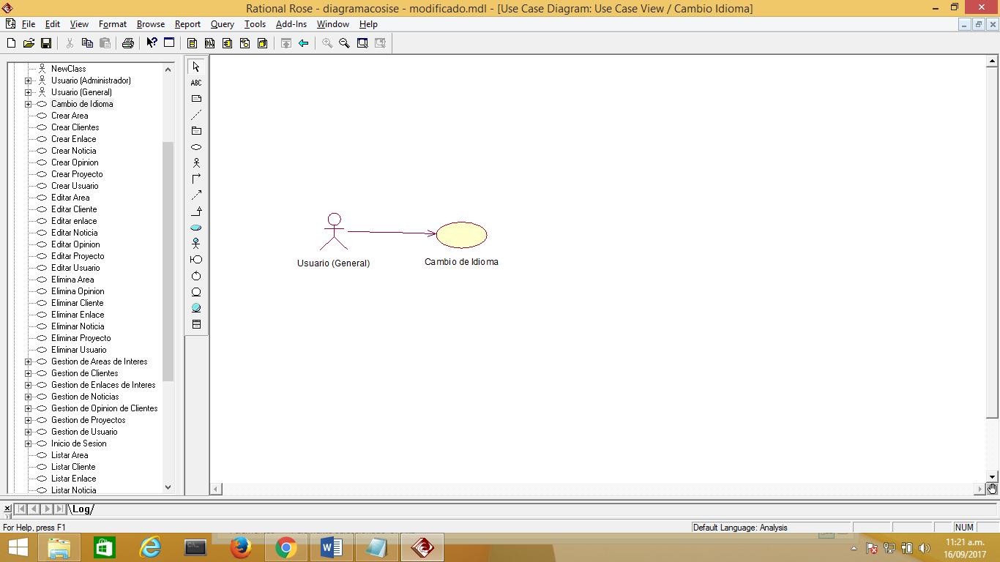 Rational Rose - diagramacosise - modificado.mdl - [Use Case Diagram: Use Case View / Cambio Idioma]
File Edit View Format Browse Report Query Tools Add-Ins Window Help
NewClass
Usuario (Administrador)
Usuario (General)
Cambio de Idioma
Crear Area
Crear Clientes
Crear Enlace
Crear Noticia
Crear Opinion
Crear Proyecto
Crear Usuario
Editar Area
Editar Cliente
Editar enlace
Editar Noticia
Editar Opinion
Editar Proyecto
Editar Usuario
Elimina Area
Elimina Opinion
Eliminar Cliente
Eliminar Enlace
Eliminar Noticia
Eliminar Proyecto
Eliminar Usuario
Gestion de Areas de Interes
Gestion de Clientes
Gestion de Enlaces de Interes
Gestion de Noticias
Gestion de Opinion de Clientes
Gestion de Proyectos
Gestion de Usuario
Inicio de Sesion
Listar Area
Listar Cliente
Listar Enlace
Listar Noticia
ABC
Usuario (General)
Cambio de Idioma
Log
For Help, press F1
Default Language: Analysis
NUM
11:21 a.m.
16/09/2017